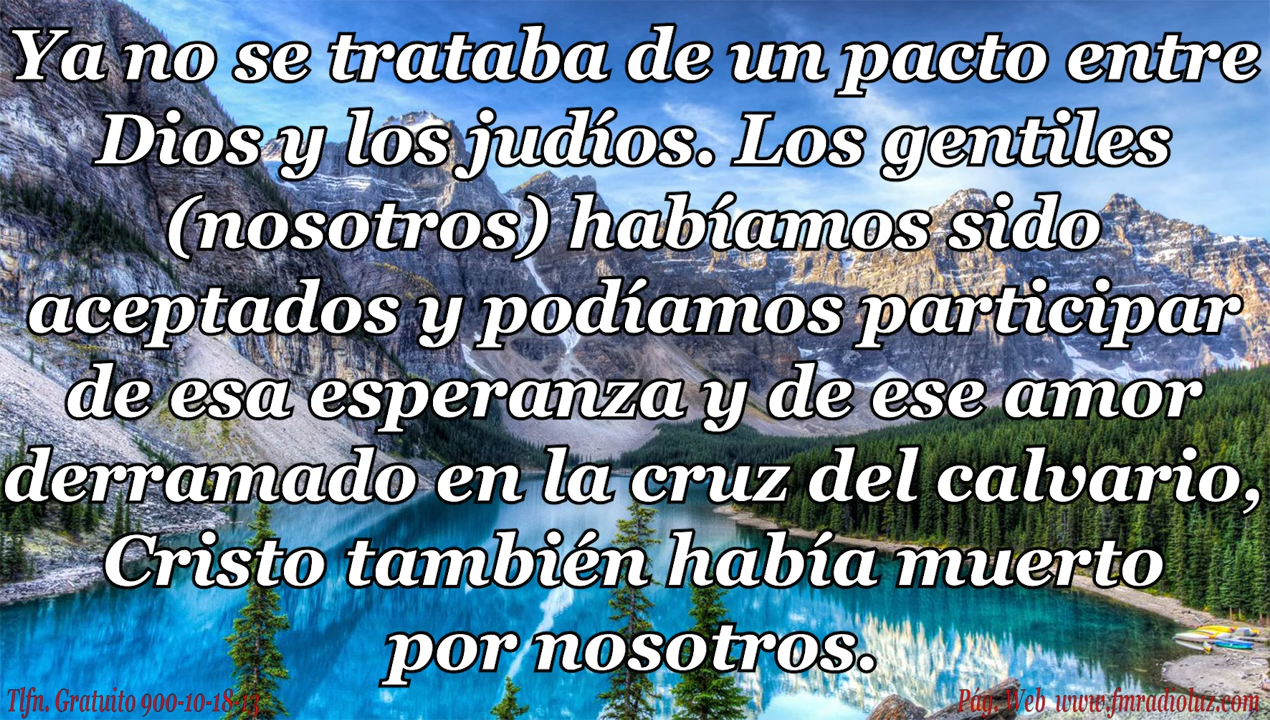 Ya no se trataba de un pacto entre
Dios y los judíos. Los gentiles
(nosotros) habíamos sido
aceptados y podíamos participar
de esa esperanza y de ese amor
derramado en la cruz del calvario,
Cristo también había muerto
por nosotros.
Tlfn. Gratuito 900-10-18-13 Pág. Web www.fmradioluz.com